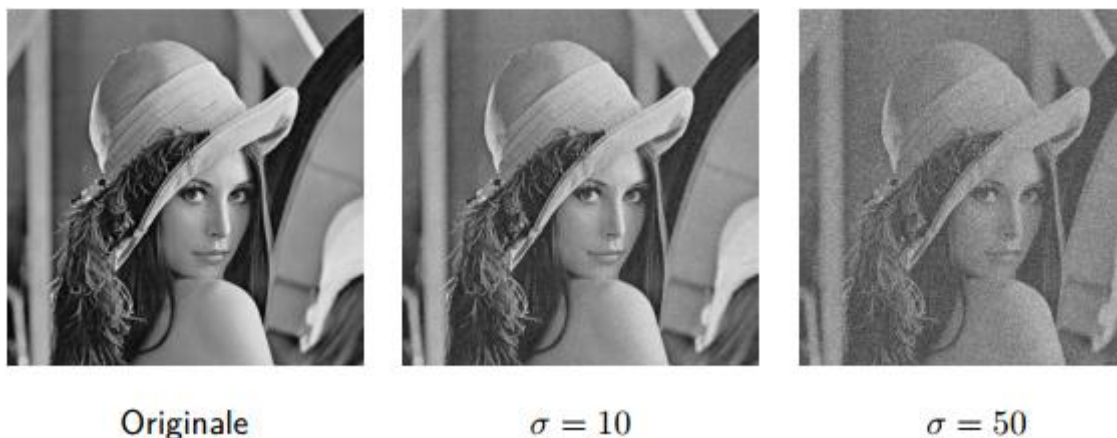 Originale
σ = 10
σ = 50